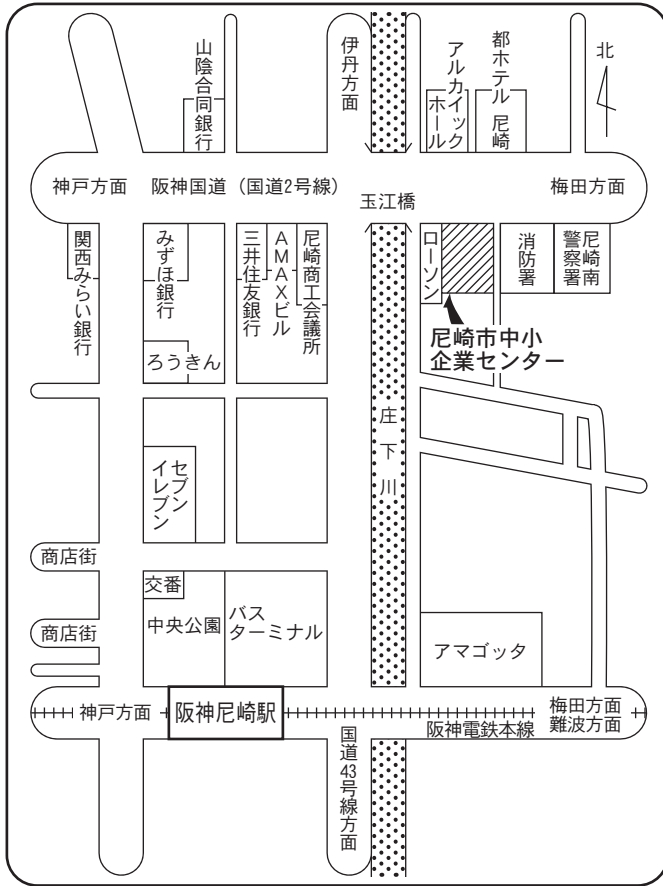 山陰合同銀行
伊丹方面
アルカイック
ホール
都ホテル 尼崎
北
神戸方面
阪神国道(国道2号線)
玉江橋
梅田方面
関西みらい銀行
みずほ銀行
三井住友銀行
AMAXビル
尼崎商工会議所
ローソン
消防署
尼崎南
警察署
尼崎市中小
企業センター
ろうきん
庄下川
セブン
イレブン
商店街
交番
商店街
中央公園
バス
ターミナル
アマゴッタ
神戸方面
阪神尼崎駅
阪神電鉄本線
梅田方面
難波方面
国道43号線方面